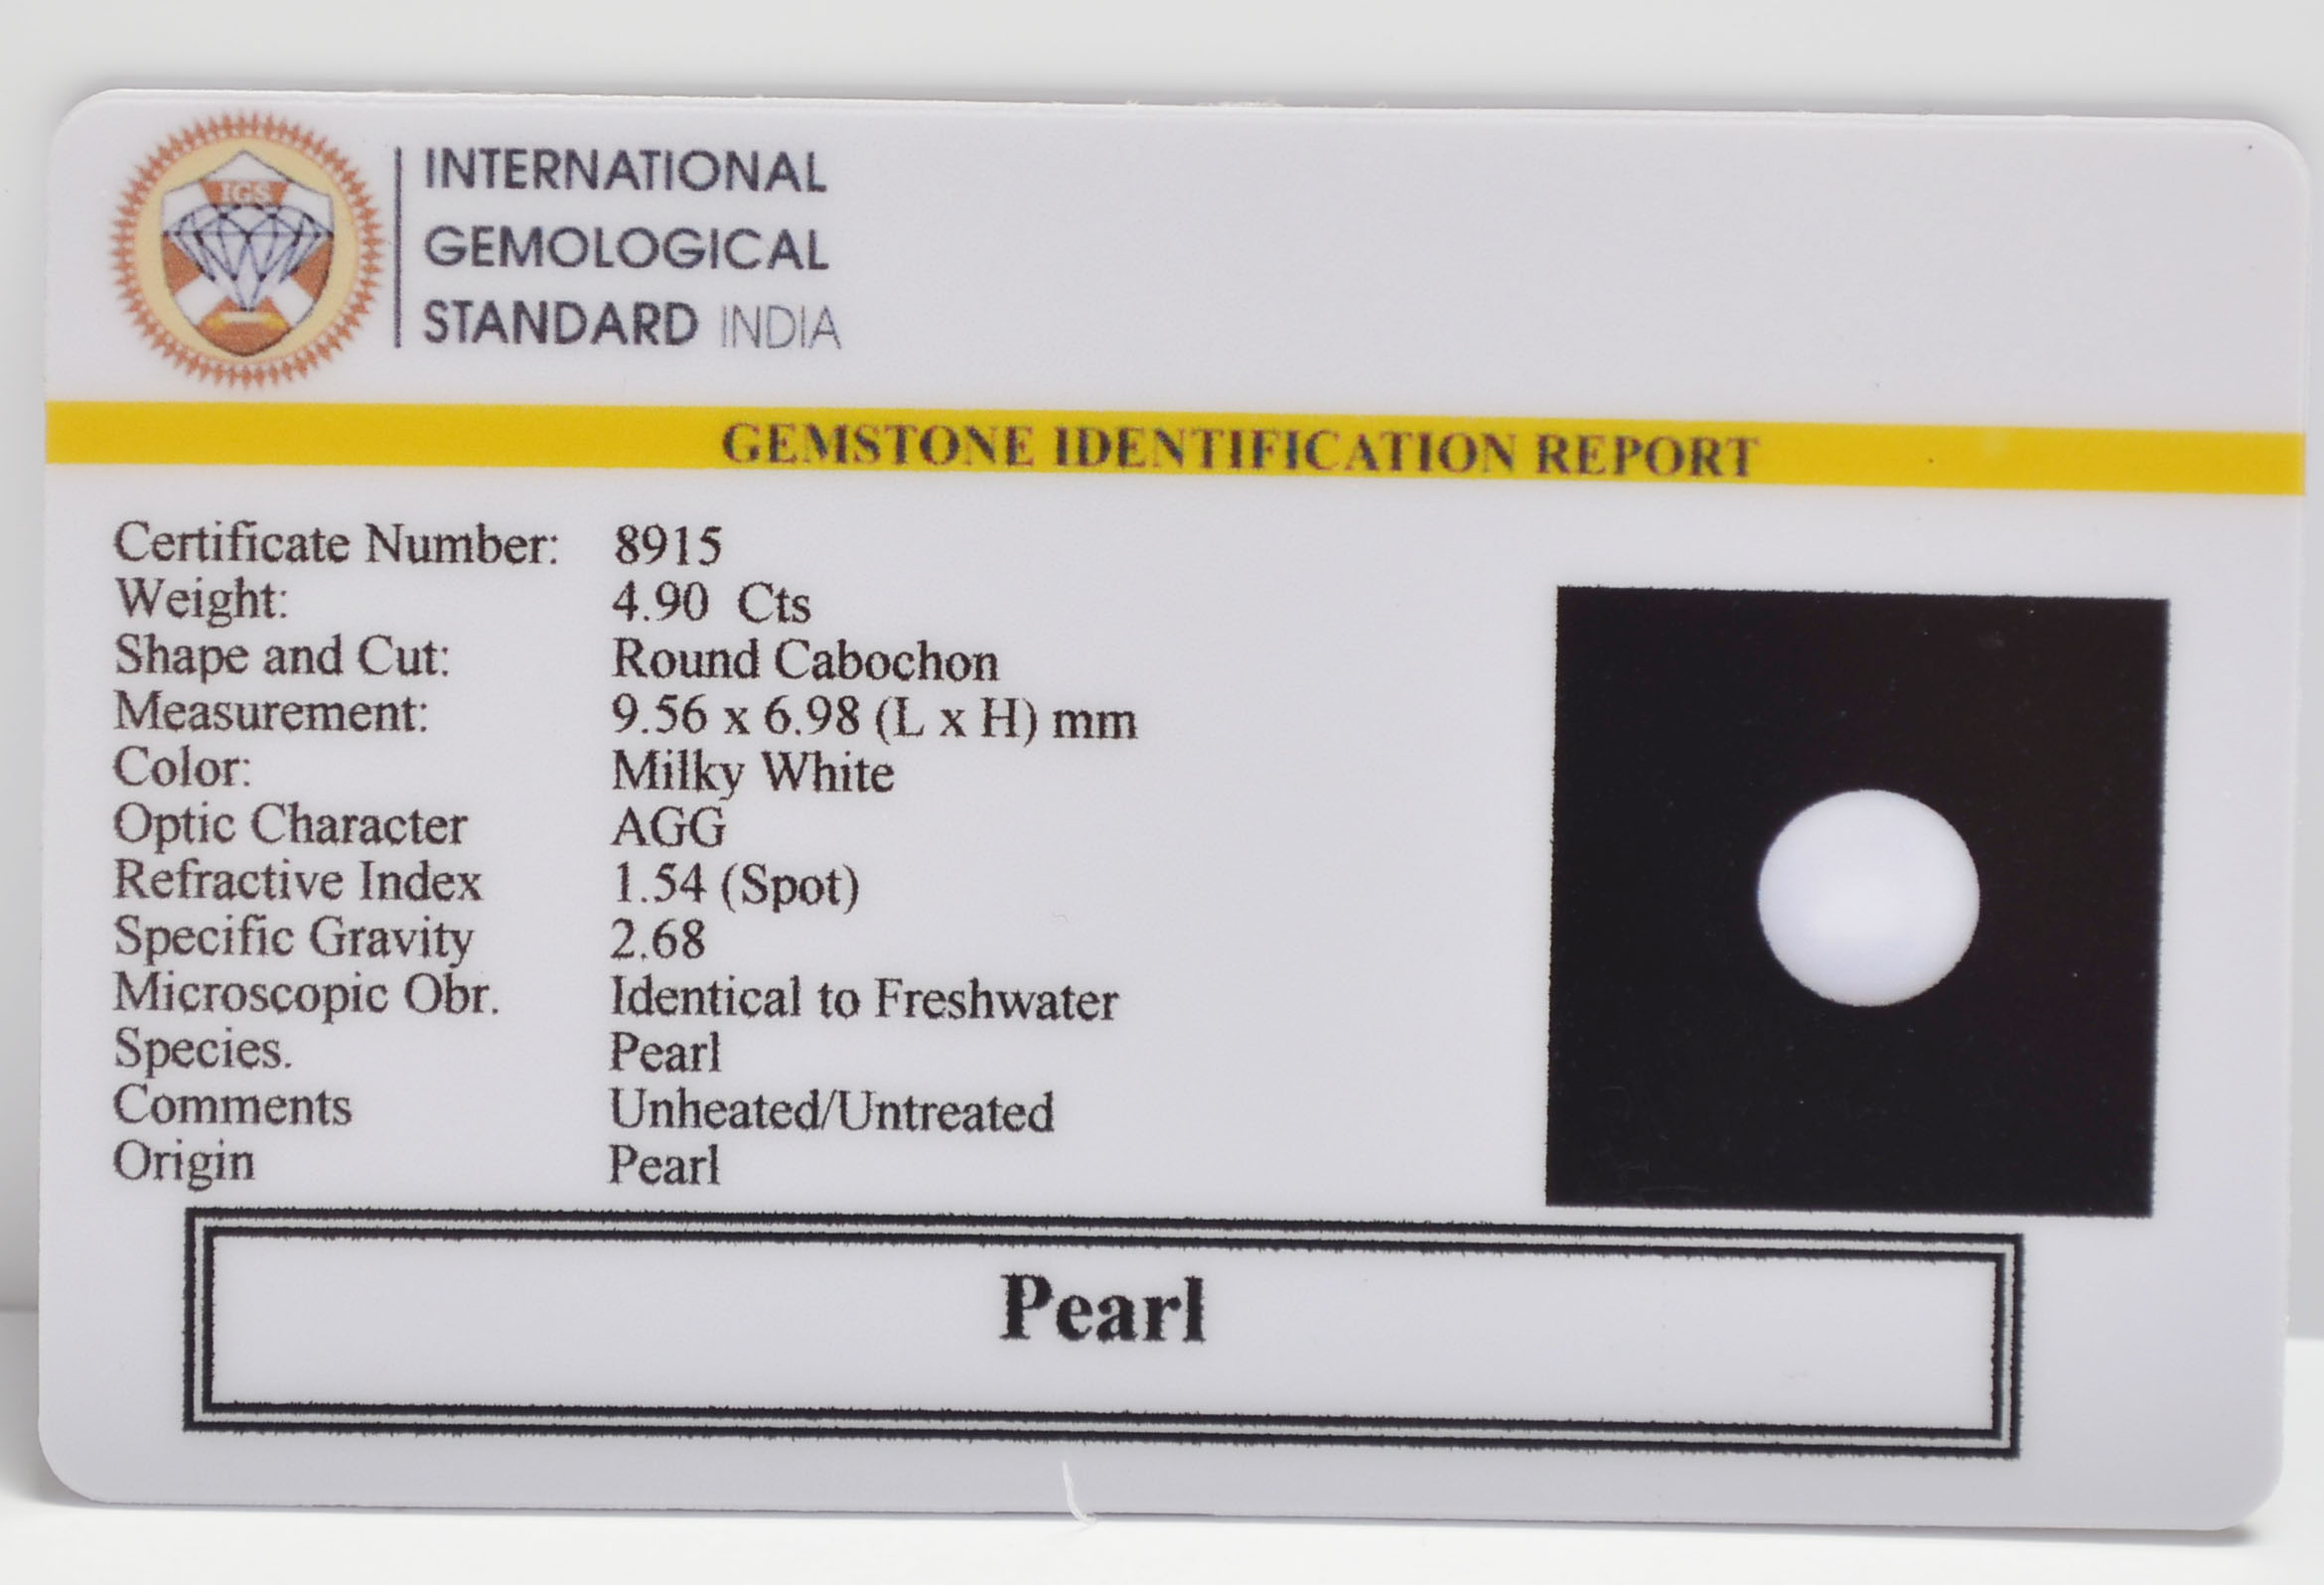 IGS
INTERNATIONAL
GEMOLOGICAL
STANDARD INDIA
GEMSTONE IDENTIFICATION REPORT
Certificate Number: 8915
Weight: 4.90 Cts
Shape and Cut: Round Cabochon
Measurement: 9.56 x 6.98 (L x H) mm
Color: Milky White
Optic Character AGG
Refractive Index 1.54 (Spot)
Specific Gravity 2.68
Microscopic Obr. Identical to Freshwater
Species. Pearl
Comments Unheated/Untreated
Origin Pearl
Pearl